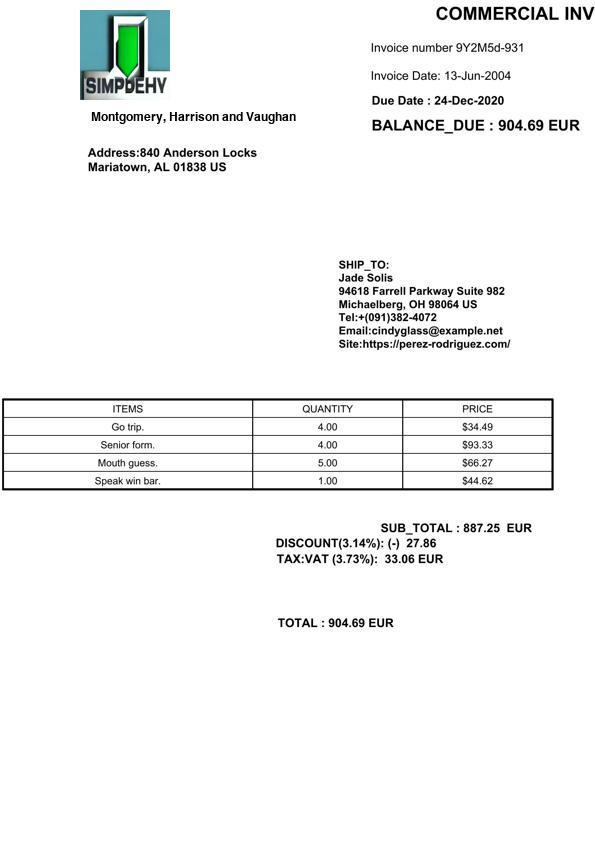 COMMERCIAL INV
SIMPDEHY
Invoice number 9Y2M5d-931
Invoice Date: 13-Jun-2004
Due Date : 24-Dec-2020
Montgomery, Harrison and Vaughan
BALANCE_DUE : 904.69 EUR
Address:840 Anderson Locks
Mariatown, AL 01838 US
SHIP_TO:
Jade Solis
94618 Farrell Parkway Suite 982
Michaelberg, OH 98064 US
Tel:+(091)382-4072
Email:cindyglass@example.net
Site:https://perez-rodriguez.com/
ITEMS QUANTITY PRICE
Go trip. 4.00 $34.49
Senior form. 4.00 $93.33
Mouth guess. 5.00 $66.27
Speak win bar. 1.00 $44.62
SUB_TOTAL : 887.25 EUR
DISCOUNT(3.14%): (-) 27.86
TAX:VAT (3.73%): 33.06 EUR
TOTAL : 904.69 EUR